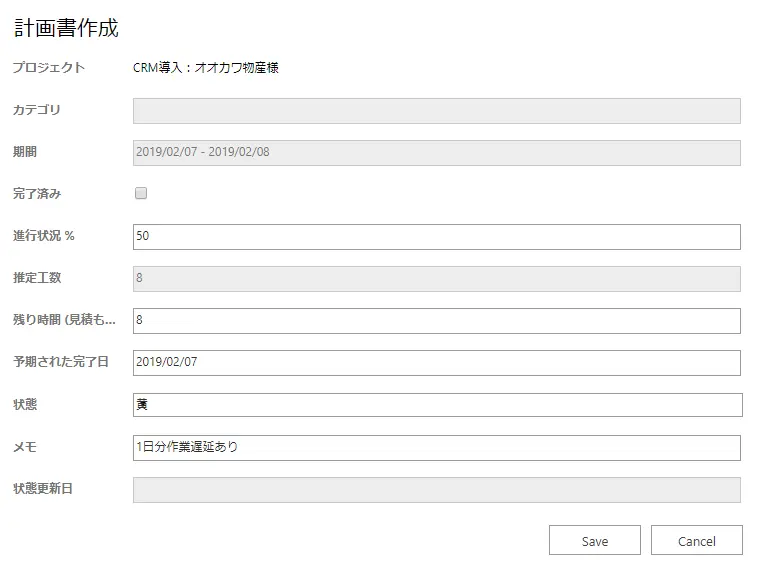 計画書作成
プロジェクト CRM導入：オオカワ物産様
カテゴリ
期間 2019/02/07 - 2019/02/08
完了済み
進行状況 % 50
推定工数 8
残り時間 (見積も... 8
予期された完了日 2019/02/07
状態 黄
メモ 1日分作業遅延あり
状態更新日
Save Cancel